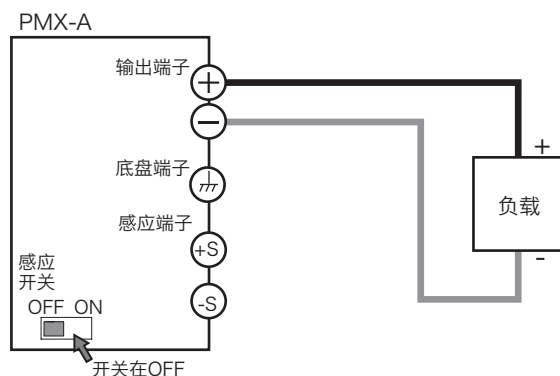 PMX-A
输出端子
+
−
底盘端子
感应端子
+S
-S
感应
开关
OFF ON
开关在OFF
+
负载
-